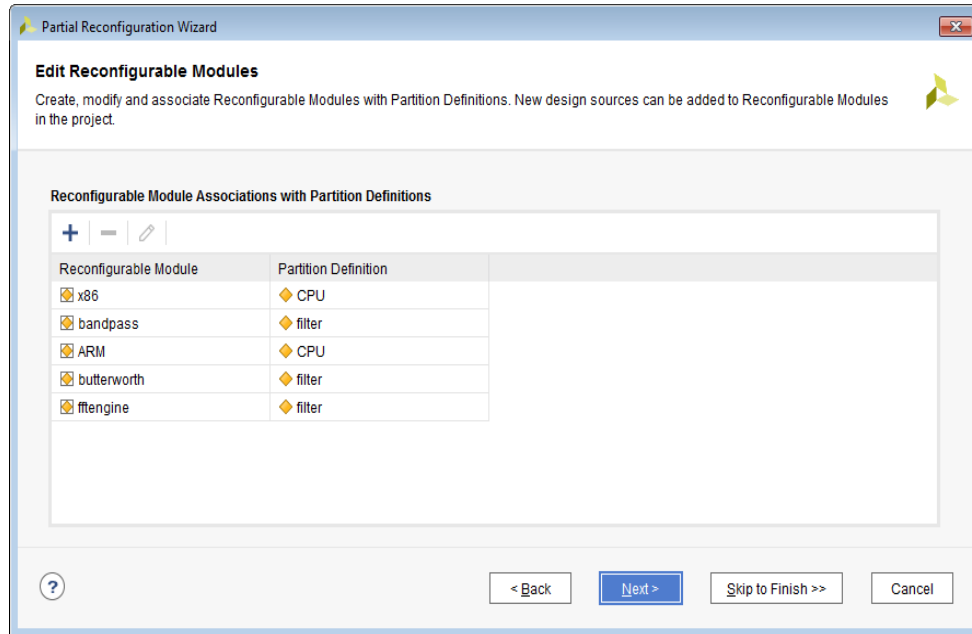 Partial Reconfiguration Wizard
Edit Reconfigurable Modules
Create, modify and associate Reconfigurable Modules with Partition Definitions. New design sources can be added to Reconfigurable Modules
in the project.
Reconfigurable Module Associations with Partition Definitions
Reconfigurable Module Partition Definition
x86 CPU
bandpass filter
ARM CPU
butterworth filter
fftengine filter
? < Back Next > Skip to Finish >> Cancel